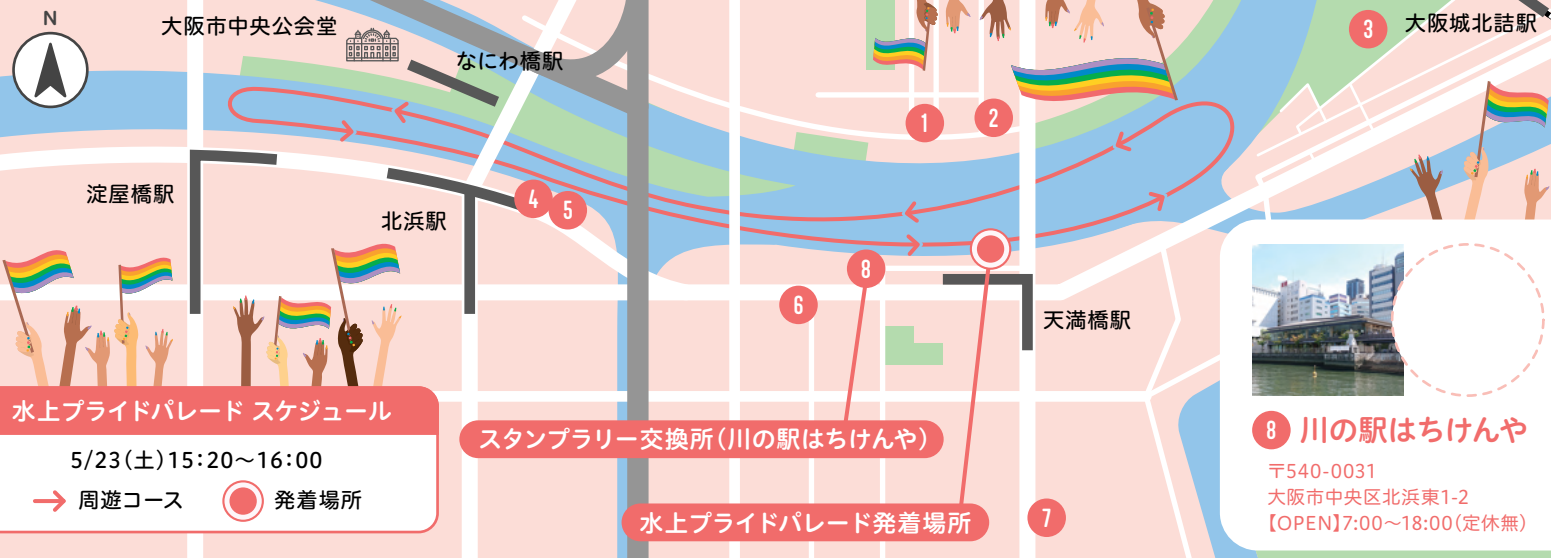 N
大阪市中央公会堂
なにわ橋駅
3
大阪城北詰駅
1
2
淀屋橋駅
北浜駅
4
5
8
6
天満橋駅
水上プライドパレード スケジュール
5/23(土)15:20〜16:00
周遊コース
発着場所
スタンプラリー交換所(川の駅はちけんや)
水上プライドパレード発着場所
7
8 川の駅はちけんや
〒540-0031
大阪市中央区北浜東1-2
【OPEN】7:00〜18:00(定休無)